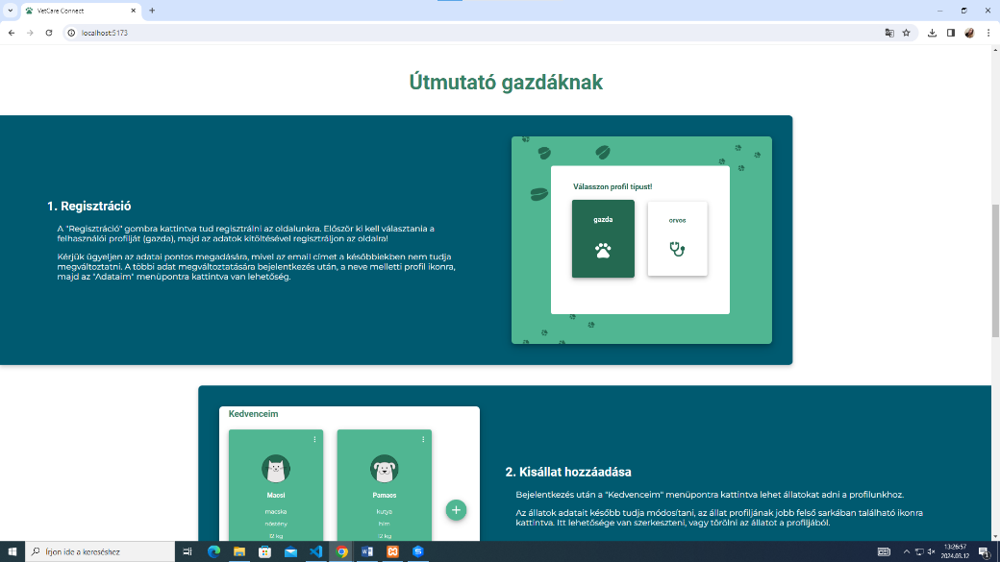 VetCare Connect
localhost:5173
Útmutató gazdáknak
1. Regisztráció
A "Regisztráció" gombra kattintva tud regisztrálni az oldalunkra. Először ki kell választania a
felhasználói profilját (gazda), majd az adatok kitöltésével regisztráljon az oldalra!
Kérjük ügyeljen az adatai pontos megadására, mivel az email címet a későbbiekben nem tudja
megváltoztatni. A többi adat megváltoztatására bejelentkezés után, a neve melletti profil ikonra,
majd az "Adataim" menüpontra kattintva van lehetőség.
Válasszon profil típust!
gazda
orvos
Kedvenceim
Maosi
macska
nőstény
12 kg
Pamacs
kutya
hím
12 kg
2. Kisállat hozzáadása
Bejelentkezés után a "Kedvenceim" menüpontra kattintva lehet állatokat adni a profilunkhoz.
Az állatok adatait később tudja módosítani, az állat profiljának jobb felső sarkában található ikonra
kattintva. Itt lehetősége van szerkeszteni, vagy törölni az állatot a profiljából.
Írjon ide a kereséshez
13:26:57
2024.03.12